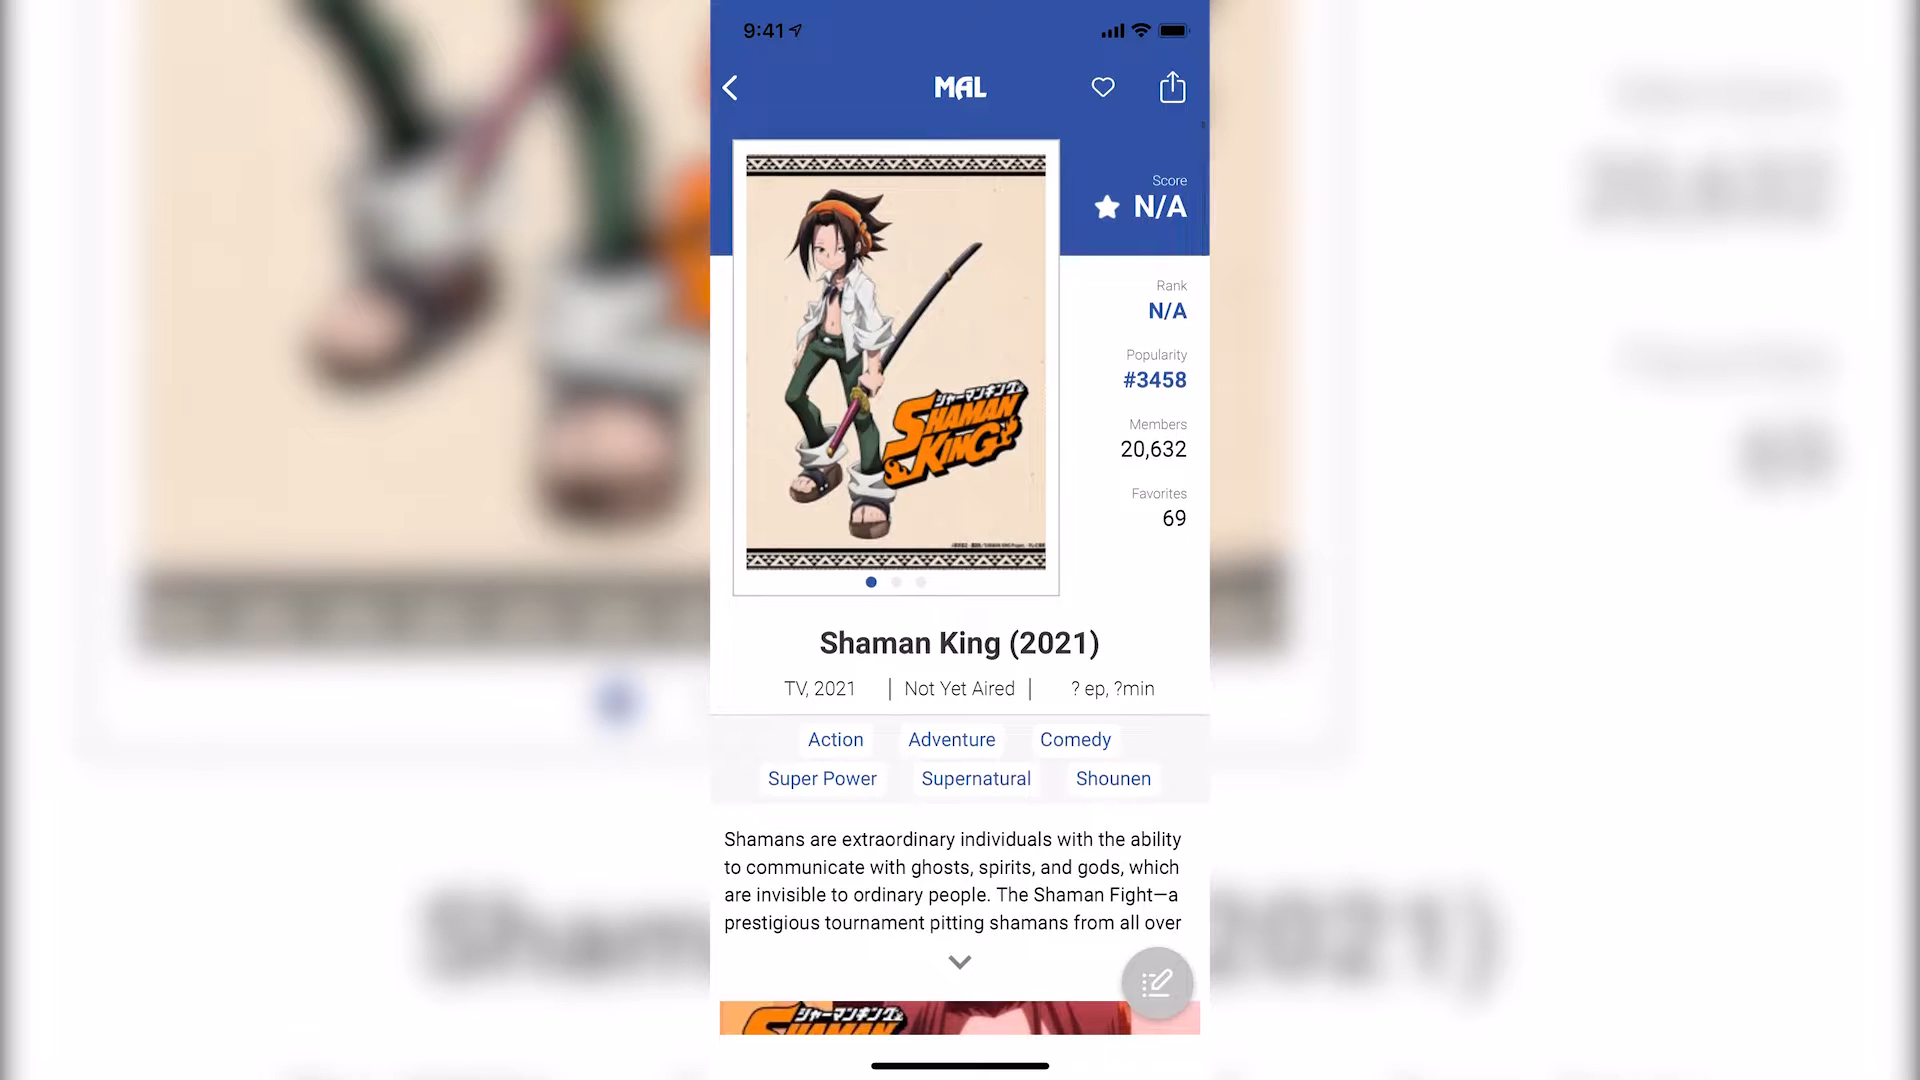 9:41
MAL
Score
N/A
Rank
N/A
Popularity
#3458
Members
20,632
Favorites
69
シャーマンキング
SHAMAN
KING
Shaman King (2021)
TV, 2021 | Not Yet Aired | ? ep, ?min
Action Adventure Comedy
Super Power Supernatural Shounen
Shamans are extraordinary individuals with the ability
to communicate with ghosts, spirits, and gods, which
are invisible to ordinary people. The Shaman Fight—a
prestigious tournament pitting shamans from all over
シャーマンキング
SHAMAN